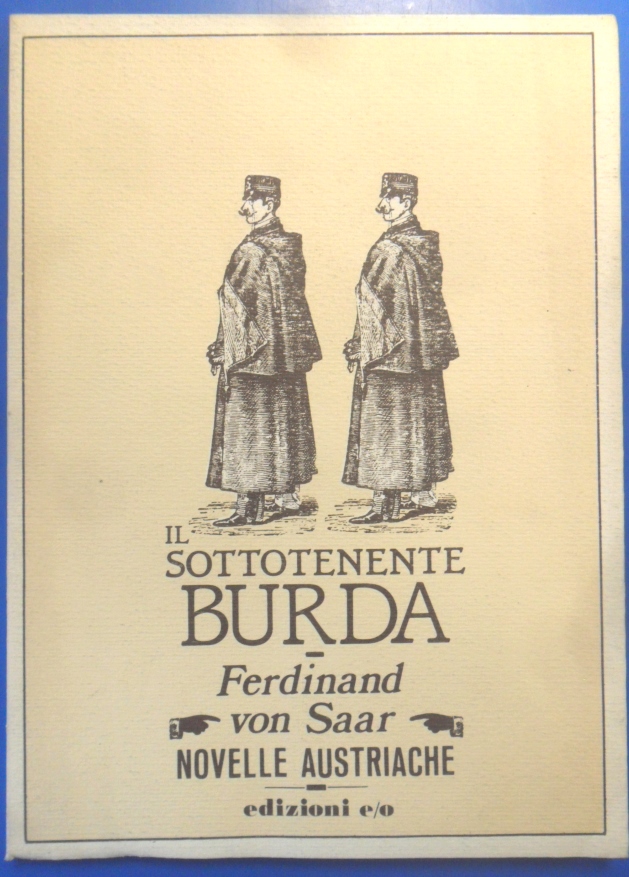 IL
SOTTOTENENTE
BURDA
Ferdinand
von Saar
NOVELLE AUSTRIACHE
edizioni e/o